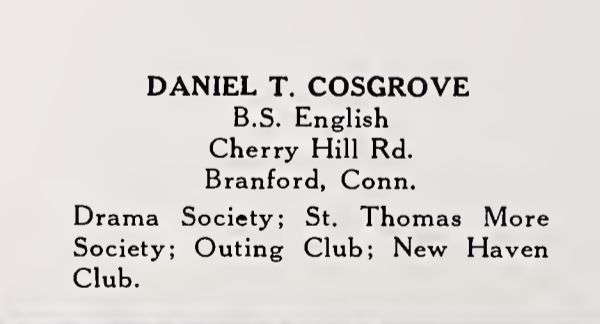 DANIEL T. COSGROVE
B.S. English
Cherry Hill Rd.
Branford, Conn.
Drama Society; St. Thomas More
Society; Outing Club; New Haven
Club.